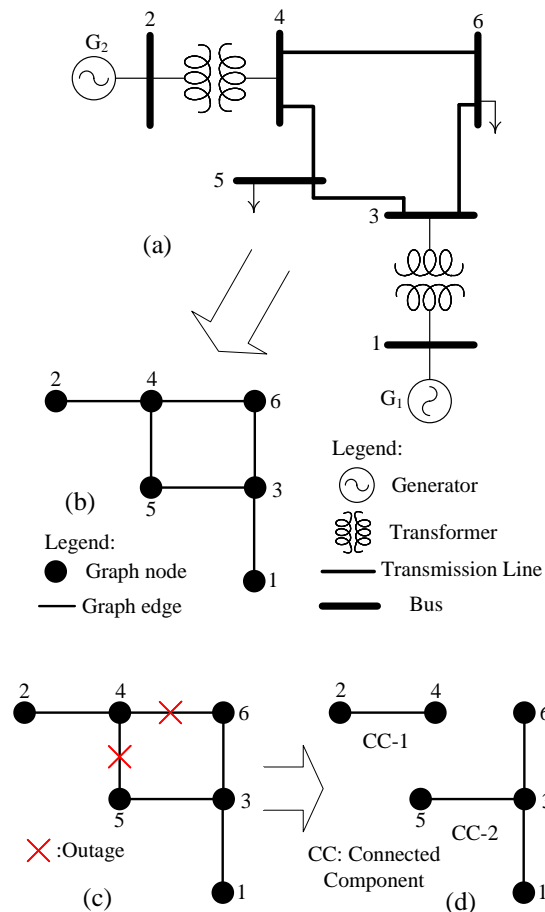 2
4
6
G₂
5
3
(a)
1
G₁
2
4
6
5
3
1
(b)
Legend:
Graph node
Graph edge
Legend:
Generator
Transformer
Transmission Line
Bus
2
4
6
5
3
1
:Outage
(c)
2
4
6
CC-1
5
3
CC-2
1
CC: Connected
Component
(d)